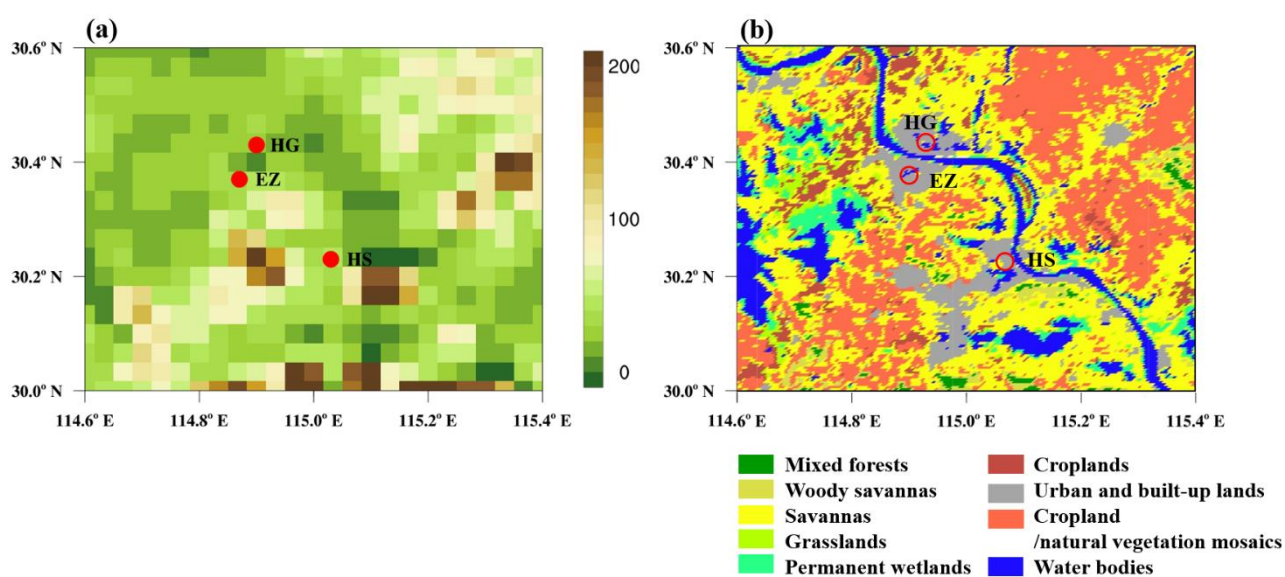 (a)
30.6° N
30.4° N
30.2° N
30.0° N
114.6° E 114.8° E 115.0° E 115.2° E 115.4° E
HG
EZ
HS
200
100
0
(b)
30.6° N
30.4° N
30.2° N
30.0° N
114.6° E 114.8° E 115.0° E 115.2° E 115.4° E
HG
EZ
HS
Mixed forests
Woody savannas
Savannas
Grasslands
Permanent wetlands
Croplands
Urban and built-up lands
Cropland
/natural vegetation mosaics
Water bodies